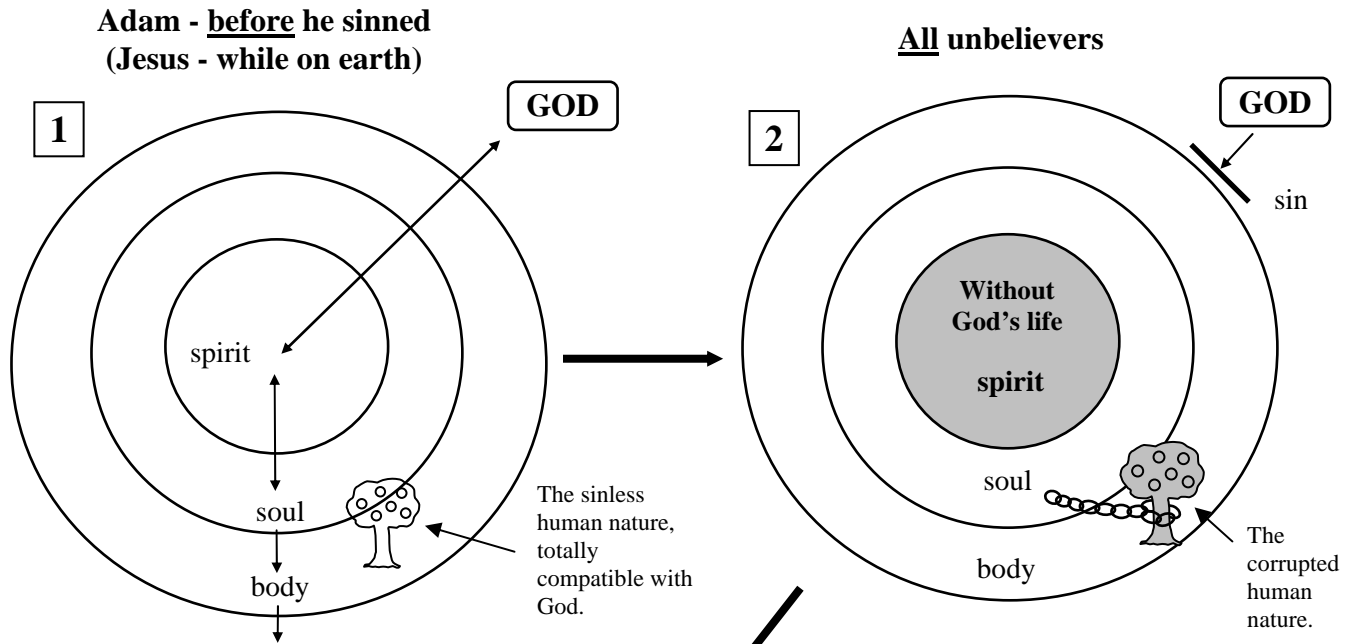 Adam - before he sinned
(Jesus - while on earth)
1
GOD
spirit
soul
body
The sinless
human nature,
totally
compatible with
God.
All unbelievers
2
GOD
sin
Without
God’s life
spirit
soul
body
The
corrupted
human
nature.